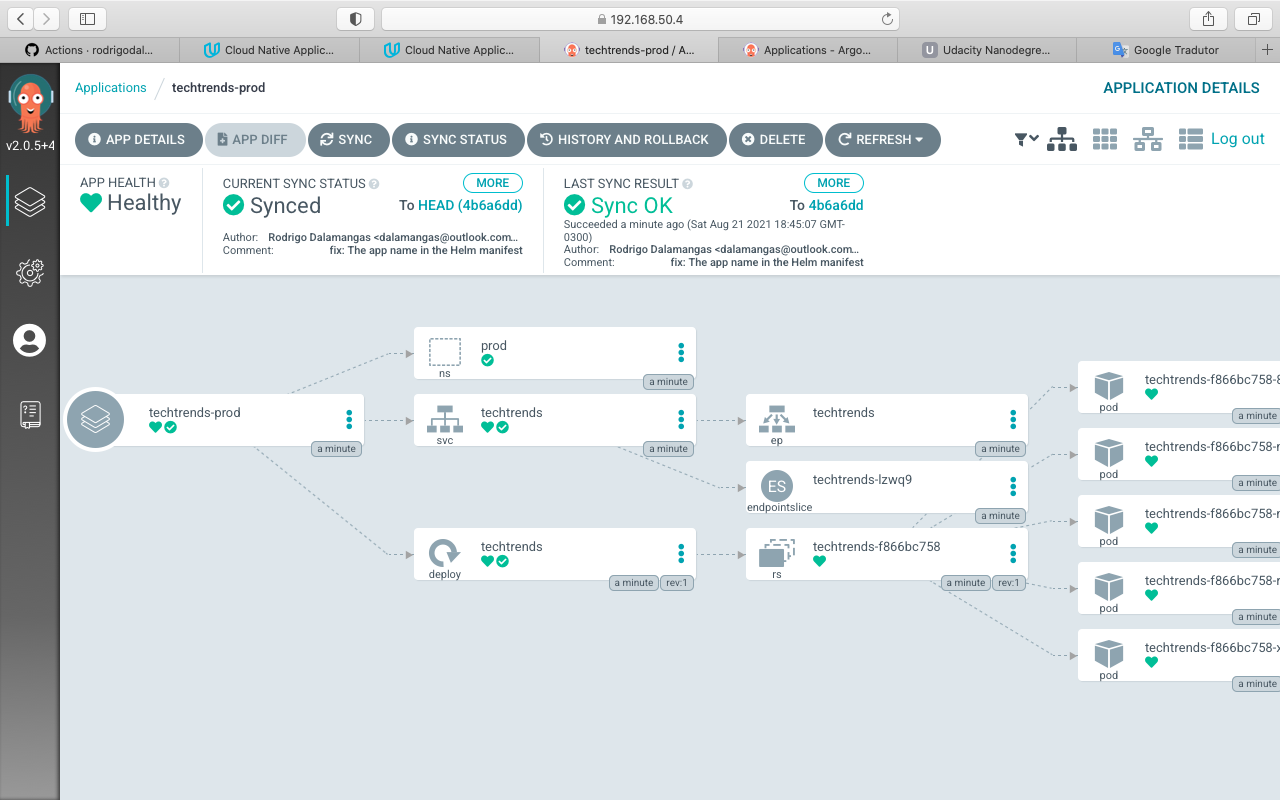 192.168.50.4
Actions · rodrigodal...
Cloud Native Applic...
Cloud Native Applic...
techtrends-prod / A...
Applications - Argo...
U
Udacity Nanodegre...
Google Tradutor
Applications
techtrends-prod
APPLICATION DETAILS
v2.0.5+4
APP DETAILS
APP DIFF
SYNC
SYNC STATUS
HISTORY AND ROLLBACK
DELETE
REFRESH
Log out
APP HEALTH
Healthy
CURRENT SYNC STATUS
MORE
Synced
To HEAD (4b6a6dd)
Author: Rodrigo Dalamangas <dalamangas@outlook.com...
Comment: fix: The app name in the Helm manifest
LAST SYNC RESULT
MORE
Sync OK
To 4b6a6dd
Succeeded a minute ago (Sat Aug 21 2021 18:45:07 GMT-
0300)
Author: Rodrigo Dalamangas <dalamangas@outlook.com...
Comment: fix: The app name in the Helm manifest
prod
ns
a minute
techtrends-prod
a minute
techtrends
svc
a minute
techtrends
ep
a minute
ES
techtrends-lzwq9
endpointslice
a minute
techtrends
deploy
a minute
rev:1
techtrends-f866bc758
rs
a minute
rev:1
techtrends-f866bc758-8
pod
a minute
techtrends-f866bc758-r
pod
a minute
techtrends-f866bc758-r
pod
a minute
techtrends-f866bc758-r
pod
a minute
techtrends-f866bc758-x
pod
a minute